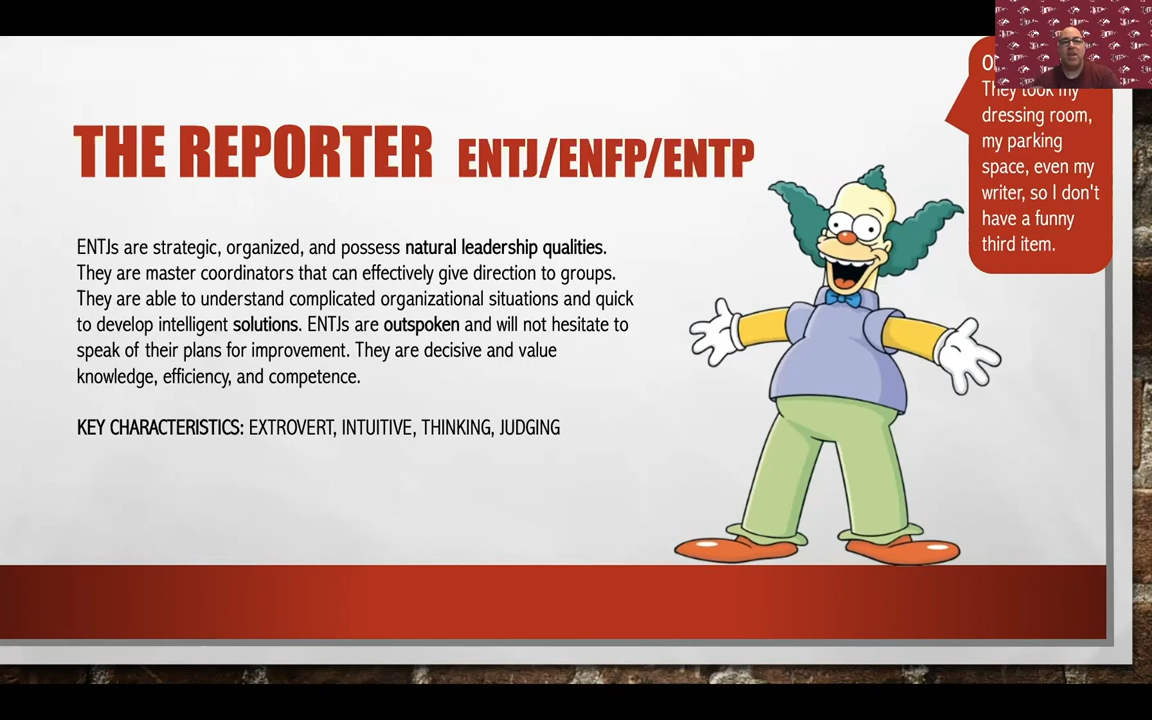 THE REPORTER ENTJ/ENFP/ENTP
ENTJs are strategic, organized, and possess natural leadership qualities.
They are master coordinators that can effectively give direction to groups.
They are able to understand complicated organizational situations and quick
to develop intelligent solutions. ENTJs are outspoken and will not hesitate to
speak of their plans for improvement. They are decisive and value
knowledge, efficiency, and competence.
KEY CHARACTERISTICS: EXTROVERT, INTUITIVE, THINKING, JUDGING
They took my
dressing room,
my parking
space, even my
writer, so I don't
have a funny
third item.